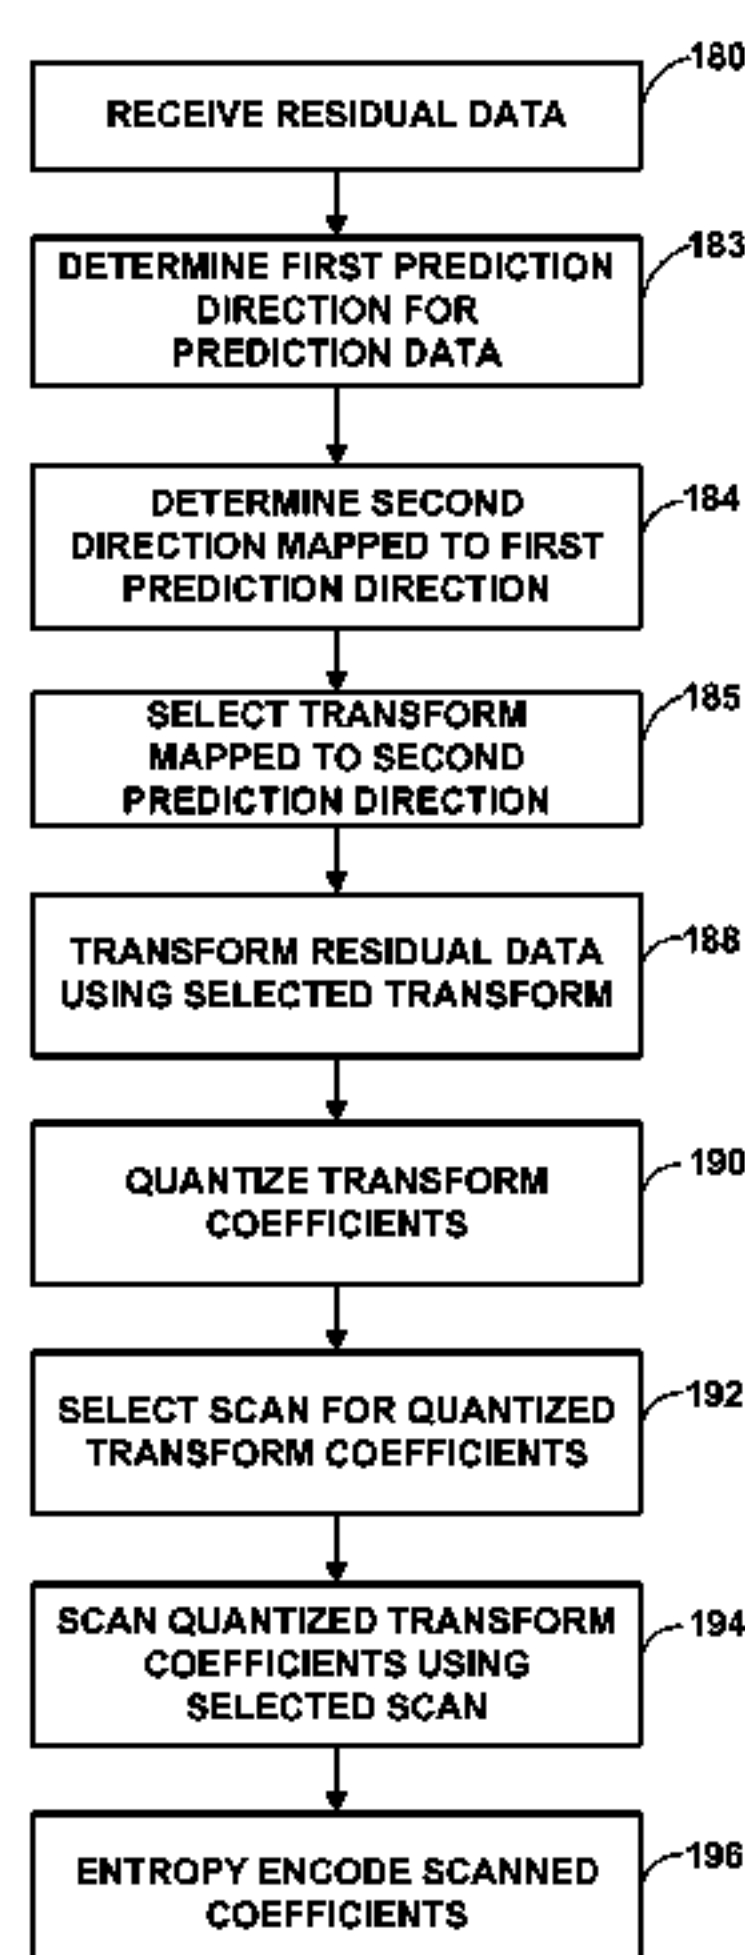 180
RECEIVE RESIDUAL DATA
183
DETERMINE FIRST PREDICTION
DIRECTION FOR
PREDICTION DATA
184
DETERMINE SECOND
DIRECTION MAPPED TO FIRST
PREDICTION DIRECTION
185
SELECT TRANSFORM
MAPPED TO SECOND
PREDICTION DIRECTION
188
TRANSFORM RESIDUAL DATA
USING SELECTED TRANSFORM
190
QUANTIZE TRANSFORM
COEFFICIENTS
192
SELECT SCAN FOR QUANTIZED
TRANSFORM COEFFICIENTS
194
SCAN QUANTIZED TRANSFORM
COEFFICIENTS USING
SELECTED SCAN
196
ENTROPY ENCODE SCANNED
COEFFICIENTS